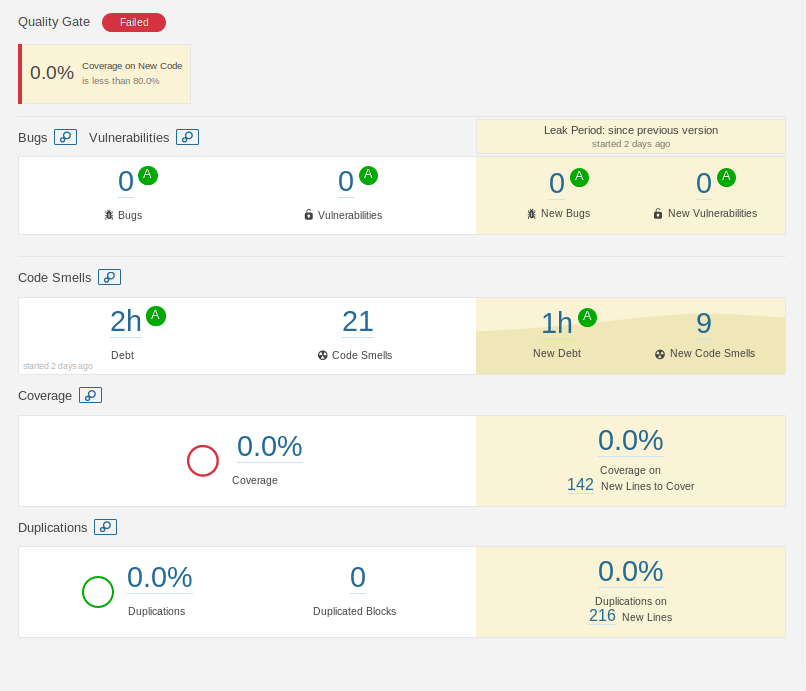 Quality Gate Failed
0.0% Coverage on New Code
is less than 80.0%
Bugs Vulnerabilities
Leak Period: since previous version
started 2 days ago
0 A 0 A 0 A 0 A
Bugs Vulnerabilities New Bugs New Vulnerabilities
Code Smells
2h A 21 1h A 9
Debt Code Smells New Debt New Code Smells
started 2 days ago
Coverage
0.0% 0.0%
Coverage Coverage on
142 New Lines to Cover
Duplications
0.0% 0 0.0%
Duplications Duplicated Blocks Duplications on
216 New Lines